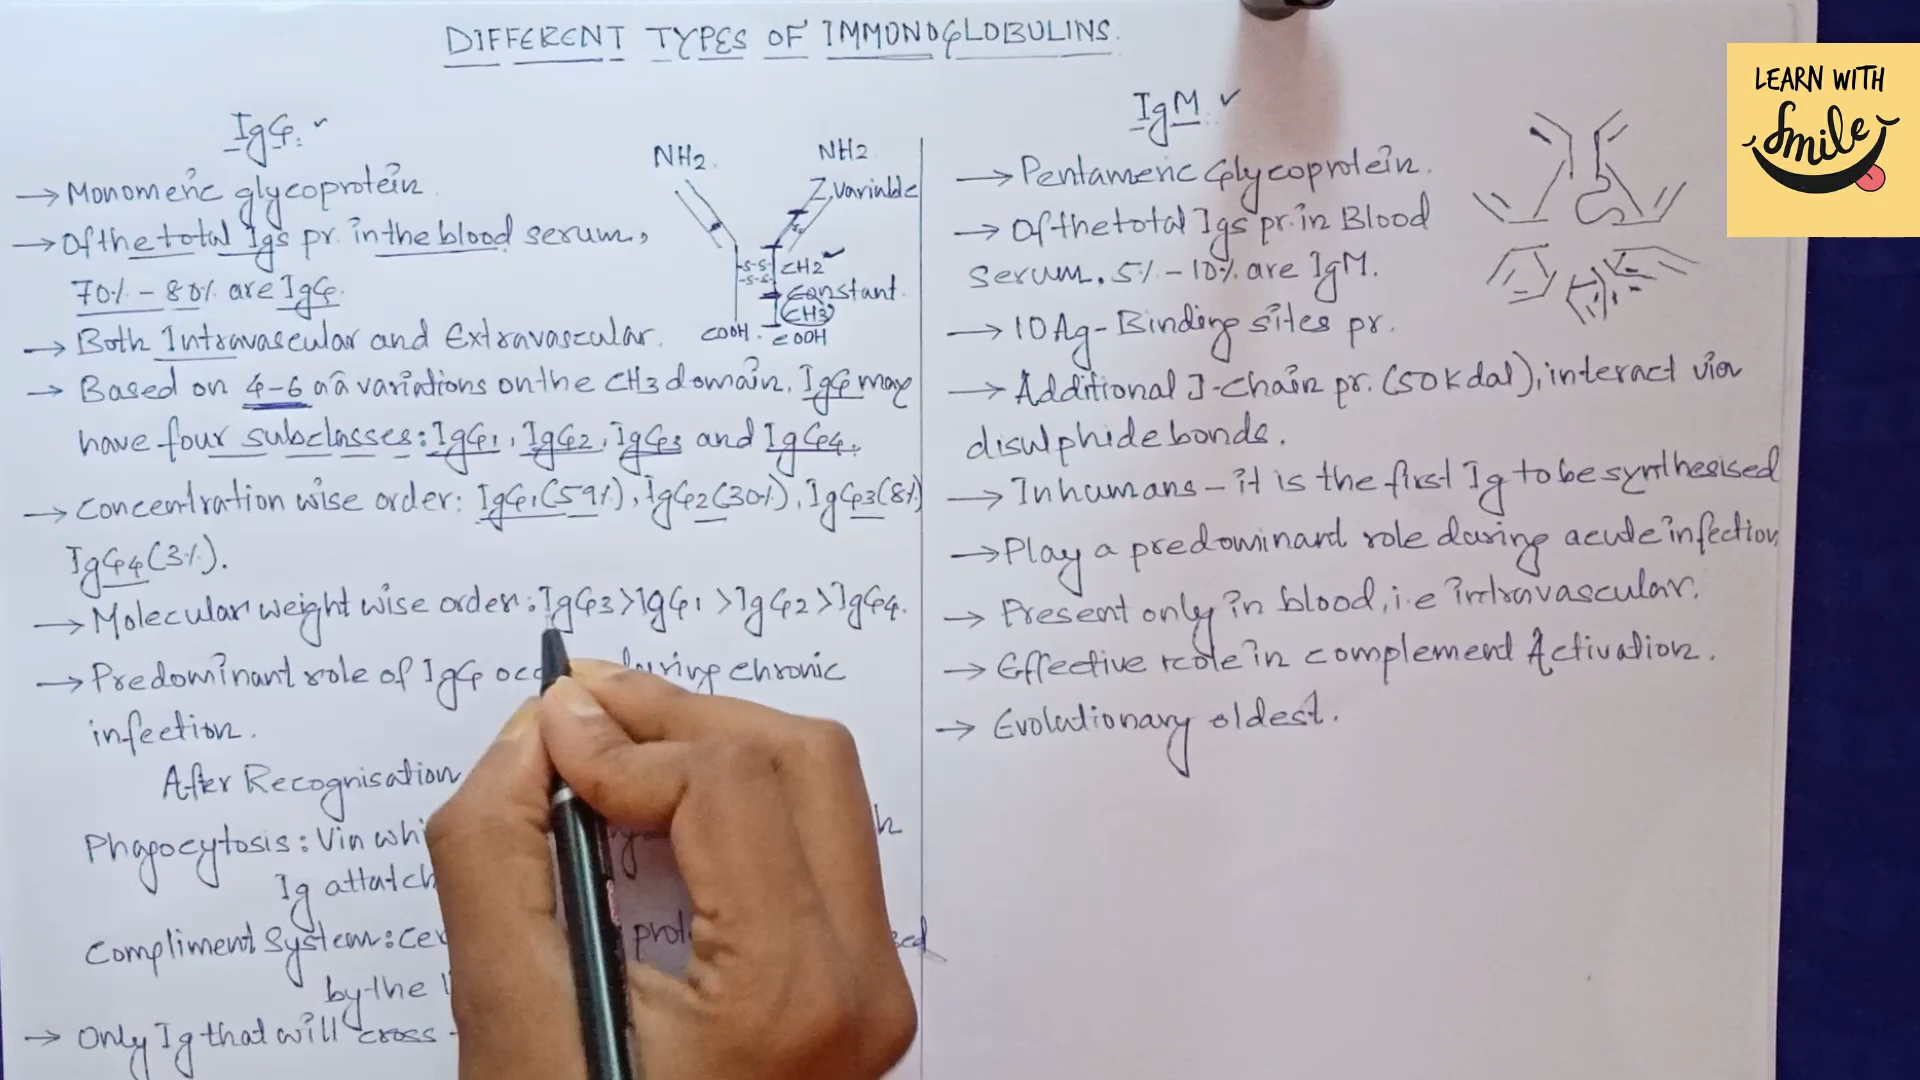 DIFFERENT TYPES OF IMMUNOGLOBULINS.
IgG.
→ Monomeric glycoprotein
→ Of the total Igs pr. in the blood serum,
70% - 80% are IgG.
→ Both Intravascular and Extravascular.
→ Based on 4-6 aa variations on the CH3 domain, IgG may
have four subclasses: IgG1, IgG2, IgG3 and IgG4.
→ Concentration wise order: IgG1 (59%), IgG2 (30%), IgG3 (8%)
IgG4 (3%).
→ Molecular weight wise order: IgG3 > IgG1 > IgG2 > IgG4.
→ Predominant role of IgG during chronic
infection.
After Recognisation
Phagocytosis: Via
Ig
Compliment System:
by the
→ Only Ig that will cross
NH2. NH2
variable
-S-S- CH2
-S-S- constant.
CH3
COOH. COOH
IgM.
→ Pentameric Glycoprotein.
→ Of the total Igs pr. in Blood
serum, 5% - 10% are IgM.
→ 10 Ag-Binding sites pr.
→ Additional J-chain pr. (50 Kdal), interact via
disulphide bonds.
→ In humans - it is the first Ig to be synthesised
→ Play a predominant role during acute infection
→ Present only in blood, i.e intravascular.
→ Effective role in complement Activation.
→ Evolutionary oldest.
LEARN WITH
Smile